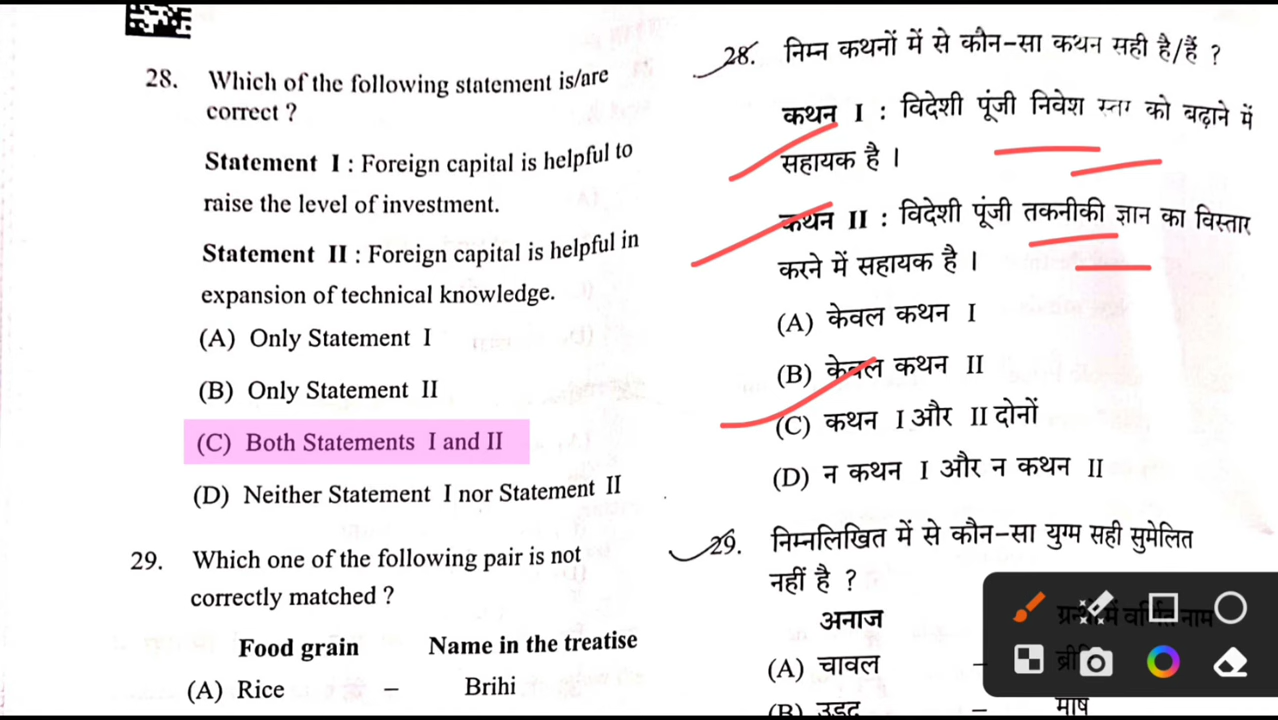 28. Which of the following statement is/are
correct ?
Statement I : Foreign capital is helpful to
raise the level of investment.
Statement II : Foreign capital is helpful in
expansion of technical knowledge.
(A) Only Statement I
(B) Only Statement II
(C) Both Statements I and II
(D) Neither Statement I nor Statement II
29. Which one of the following pair is not
correctly matched ?
Food grain Name in the treatise
(A) Rice – Brihi
28. निम्न कथनों में से कौन-सा कथन सही है/हैं ?
कथन I : विदेशी पूंजी निवेश स्तर को बढ़ाने में
सहायक है ।
कथन II : विदेशी पूंजी तकनीकी ज्ञान का विस्तार
करने में सहायक है ।
(A) केवल कथन I
(B) केवल कथन II
(C) कथन I और II दोनों
(D) न कथन I और न कथन II
29. निम्नलिखित में से कौन-सा युग्म सही सुमेलित
नहीं है ?
अनाज ग्रन्थों में वर्णित नाम
(A) चावल –
(B) उड़द – माष